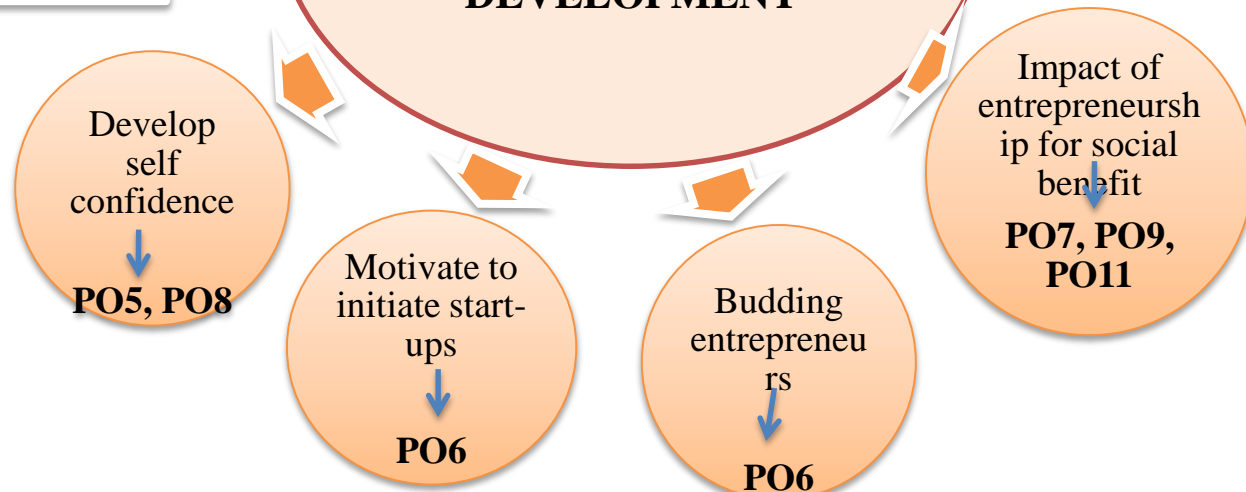 DEVELOPMENT
Develop
self
confidence
PO5, PO8
Motivate to
initiate start-
ups
PO6
Budding
entrepreneu
rs
PO6
Impact of
entrepreneursh
ip for social
benefit
PO7, PO9,
PO11